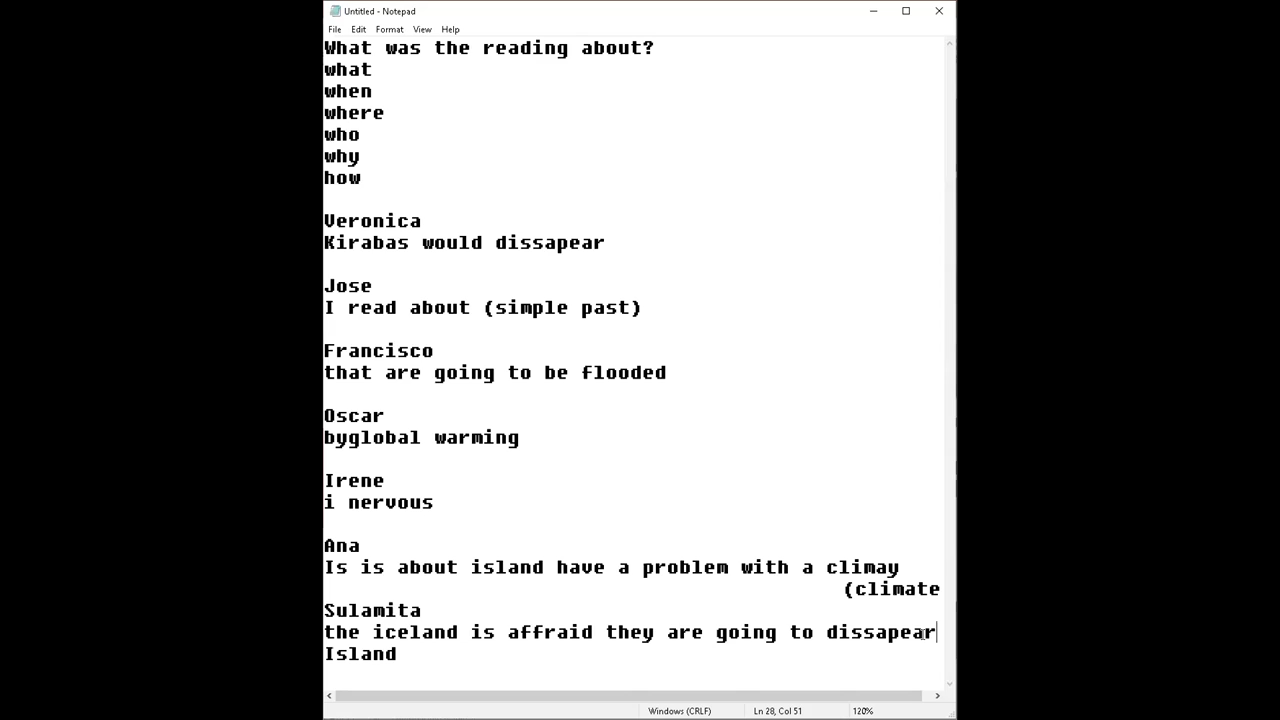 Untitled - Notepad
File Edit Format View Help
What was the reading about?
what
when
where
who
why
how
Veronica
Kirabas would dissapear
Jose
I read about (simple past)
Francisco
that are going to be flooded
Oscar
byglobal warming
Irene
i nervous
Ana
Is is about island have a problem with a climay
(climate
Sulamita
the iceland is affraid they are going to dissapear
Island
Windows (CRLF) Ln 28, Col 51 120%